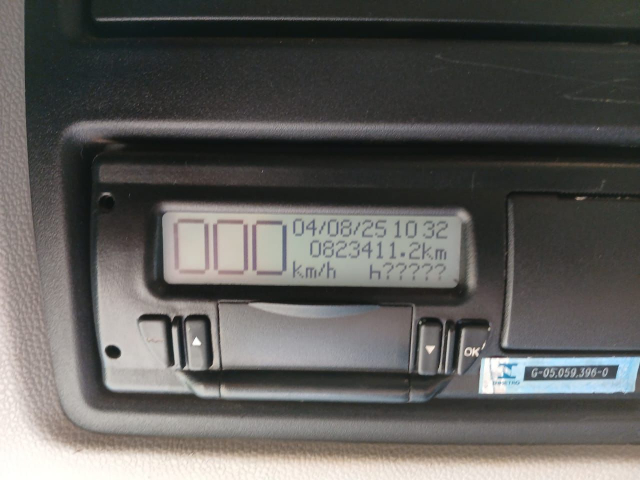 000 04/08/25 10 32
0823411.2km
km/h h?????
▲ ▼ OK
G-05.059.396-0